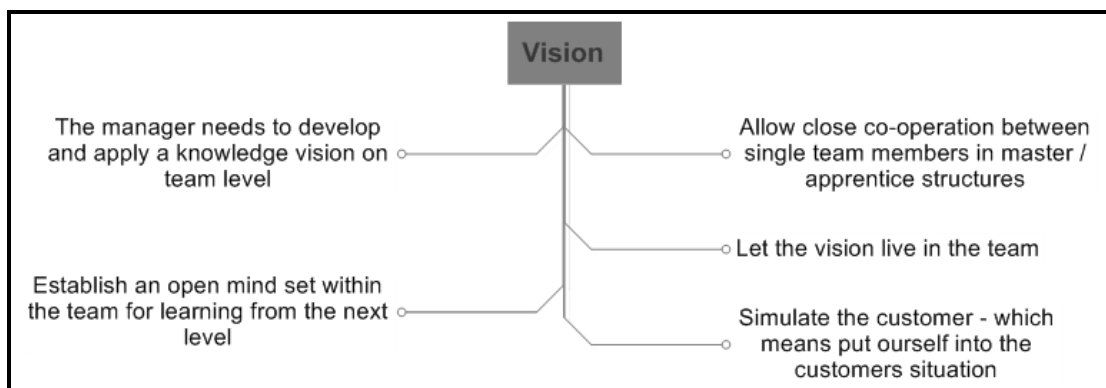 Vision
The manager needs to develop
and apply a knowledge vision on
team level
Establish an open mind set within
the team for learning from the next
level
Allow close co-operation between
single team members in master /
apprentice structures
Let the vision live in the team
Simulate the customer - which
means put ourself into the
customers situation